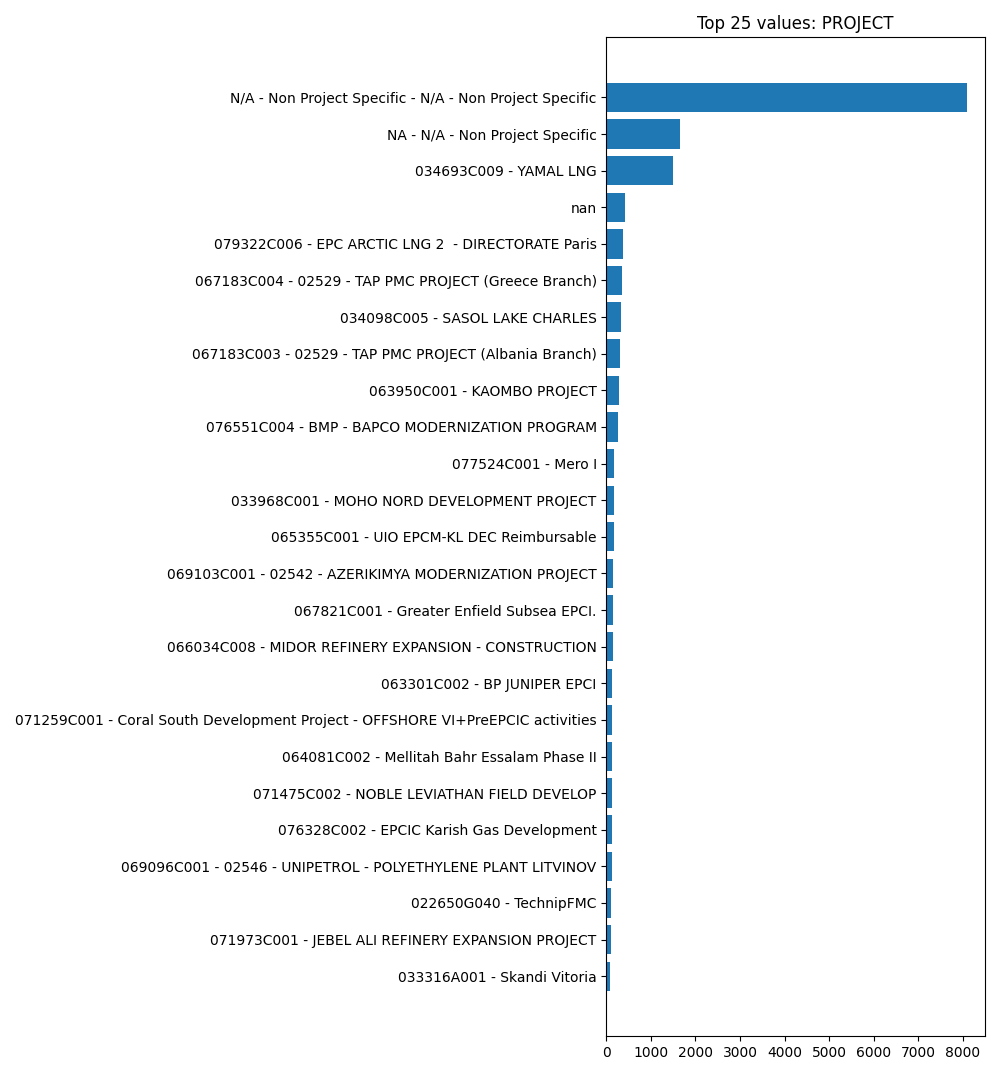 Top 25 values: PROJECT
N/A - Non Project Specific - N/A - Non Project Specific
NA - N/A - Non Project Specific
034693C009 - YAMAL LNG
nan
079322C006 - EPC ARCTIC LNG 2  - DIRECTORATE Paris
067183C004 - 02529 - TAP PMC PROJECT (Greece Branch)
034098C005 - SASOL LAKE CHARLES
067183C003 - 02529 - TAP PMC PROJECT (Albania Branch)
063950C001 - KAOMBO PROJECT
076551C004 - BMP - BAPCO MODERNIZATION PROGRAM
077524C001 - Mero I
033968C001 - MOHO NORD DEVELOPMENT PROJECT
065355C001 - UIO EPCM-KL DEC Reimbursable
069103C001 - 02542 - AZERIKIMYA MODERNIZATION PROJECT
067821C001 - Greater Enfield Subsea EPCI.
066034C008 - MIDOR REFINERY EXPANSION - CONSTRUCTION
063301C002 - BP JUNIPER EPCI
071259C001 - Coral South Development Project - OFFSHORE VI+PreEPCIC activities
064081C002 - Mellitah Bahr Essalam Phase II
071475C002 - NOBLE LEVIATHAN FIELD DEVELOP
076328C002 - EPCIC Karish Gas Development
069096C001 - 02546 - UNIPETROL - POLYETHYLENE PLANT LITVINOV
022650G040 - TechnipFMC
071973C001 - JEBEL ALI REFINERY EXPANSION PROJECT
033316A001 - Skandi Vitoria
0 1000 2000 3000 4000 5000 6000 7000 8000